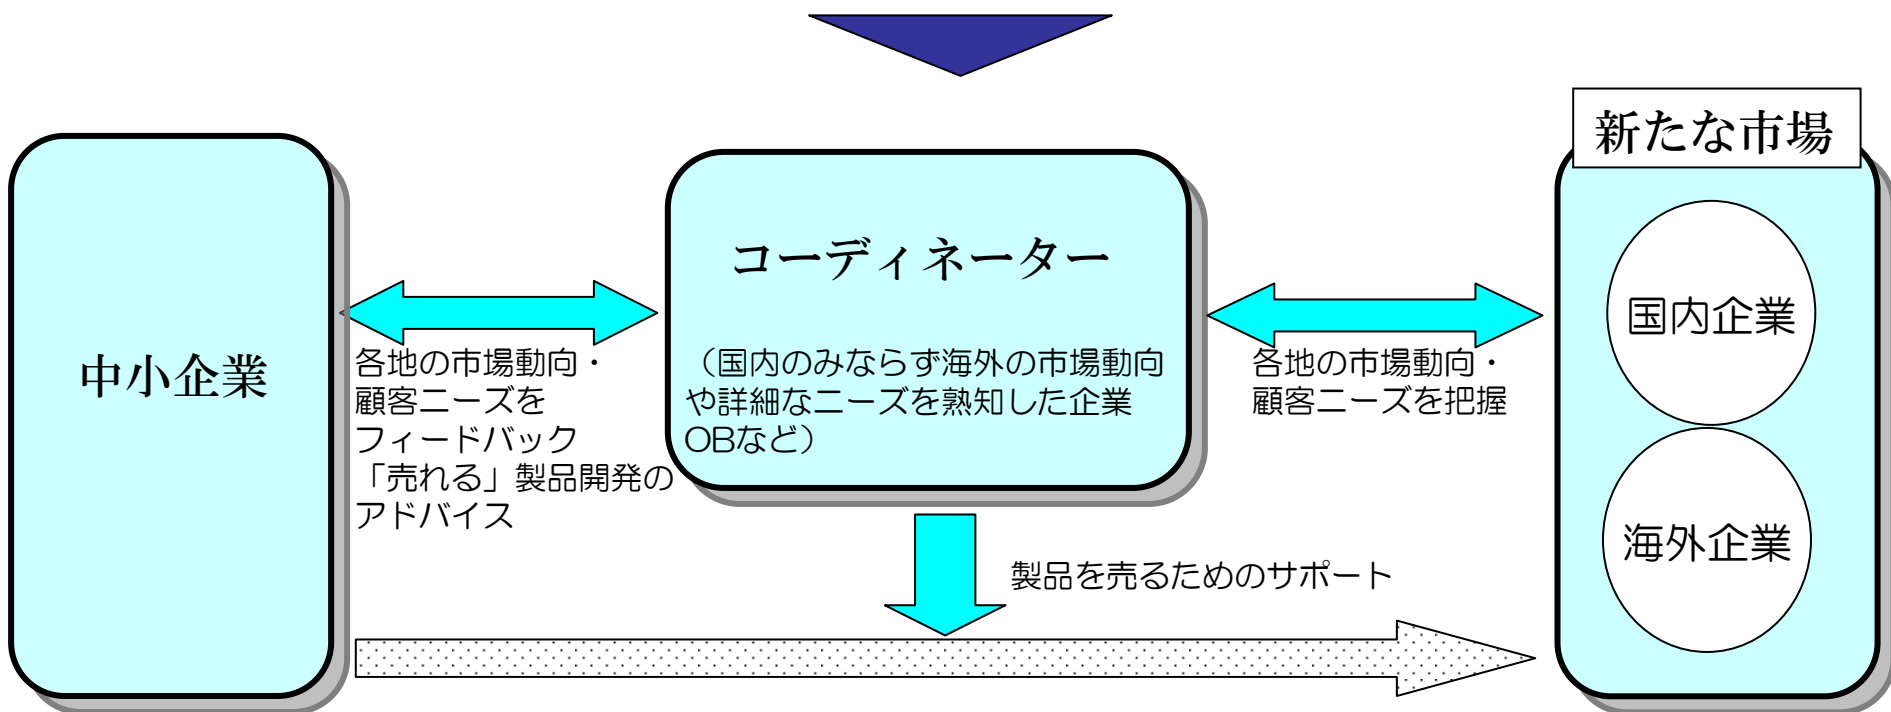 新たな市場
中小企業
各地の市場動向・
顧客ニーズを
フィードバック
「売れる」製品開発の
アドバイス
コーディネーター
（国内のみならず海外の市場動向
や詳細なニーズを熟知した企業
OBなど）
各地の市場動向・
顧客ニーズを把握
国内企業
海外企業
製品を売るためのサポート